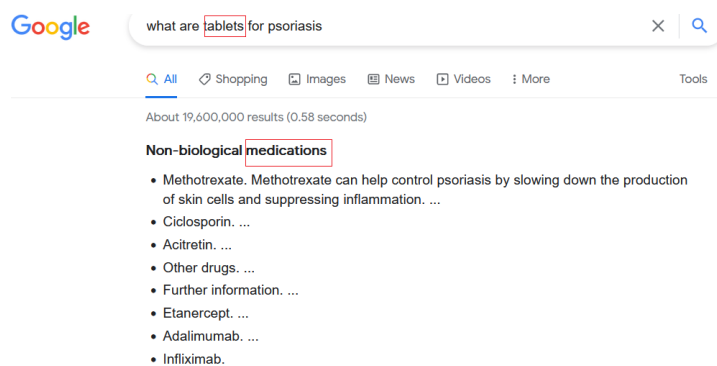 Google
what are tablets for psoriasis
All Shopping Images News Videos More Tools
About 19,600,000 results (0.58 seconds)
Non-biological medications
• Methotrexate. Methotrexate can help control psoriasis by slowing down the production
of skin cells and suppressing inflammation. ...
• Ciclosporin. ...
• Acitretin. ...
• Other drugs. ...
• Further information. ...
• Etanercept. ...
• Adalimumab. ...
• Infliximab.